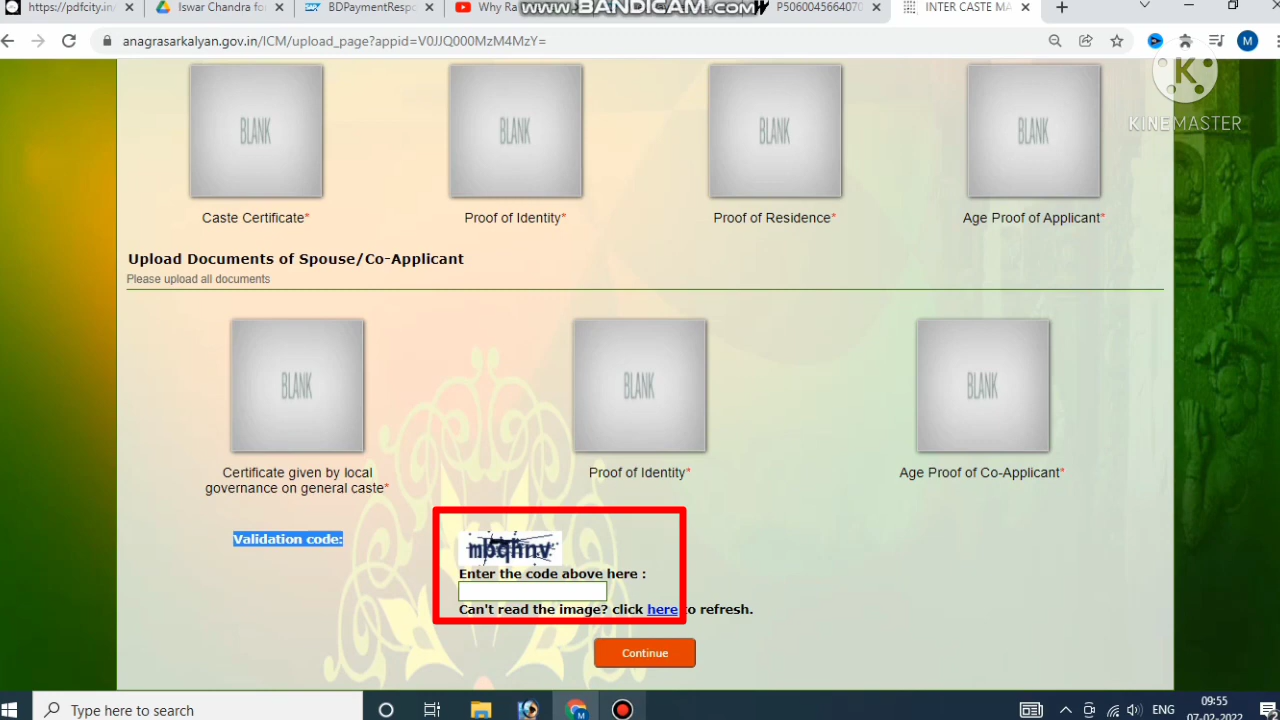 https://pdfcity.in/
Iswar Chandra for
BDPaymentRespo
Why Ra
www.BANDICAM.com
P5060045664070
INTER CASTE MA
anagrasarkalyan.gov.in/ICM/upload_page?appid=V0JJQ000MzM4MzY=
M
K
KINEMASTER
BLANK BLANK BLANK BLANK
Caste Certificate* Proof of Identity* Proof of Residence* Age Proof of Applicant*
Upload Documents of Spouse/Co-Applicant
Please upload all documents
BLANK BLANK BLANK
Certificate given by local
governance on general caste*
Proof of Identity*
Age Proof of Co-Applicant*
Validation code:
mbqhnv
Enter the code above here :
Can't read the image? click here to refresh.
Continue
Type here to search
ENG
09:55
07-02-2022